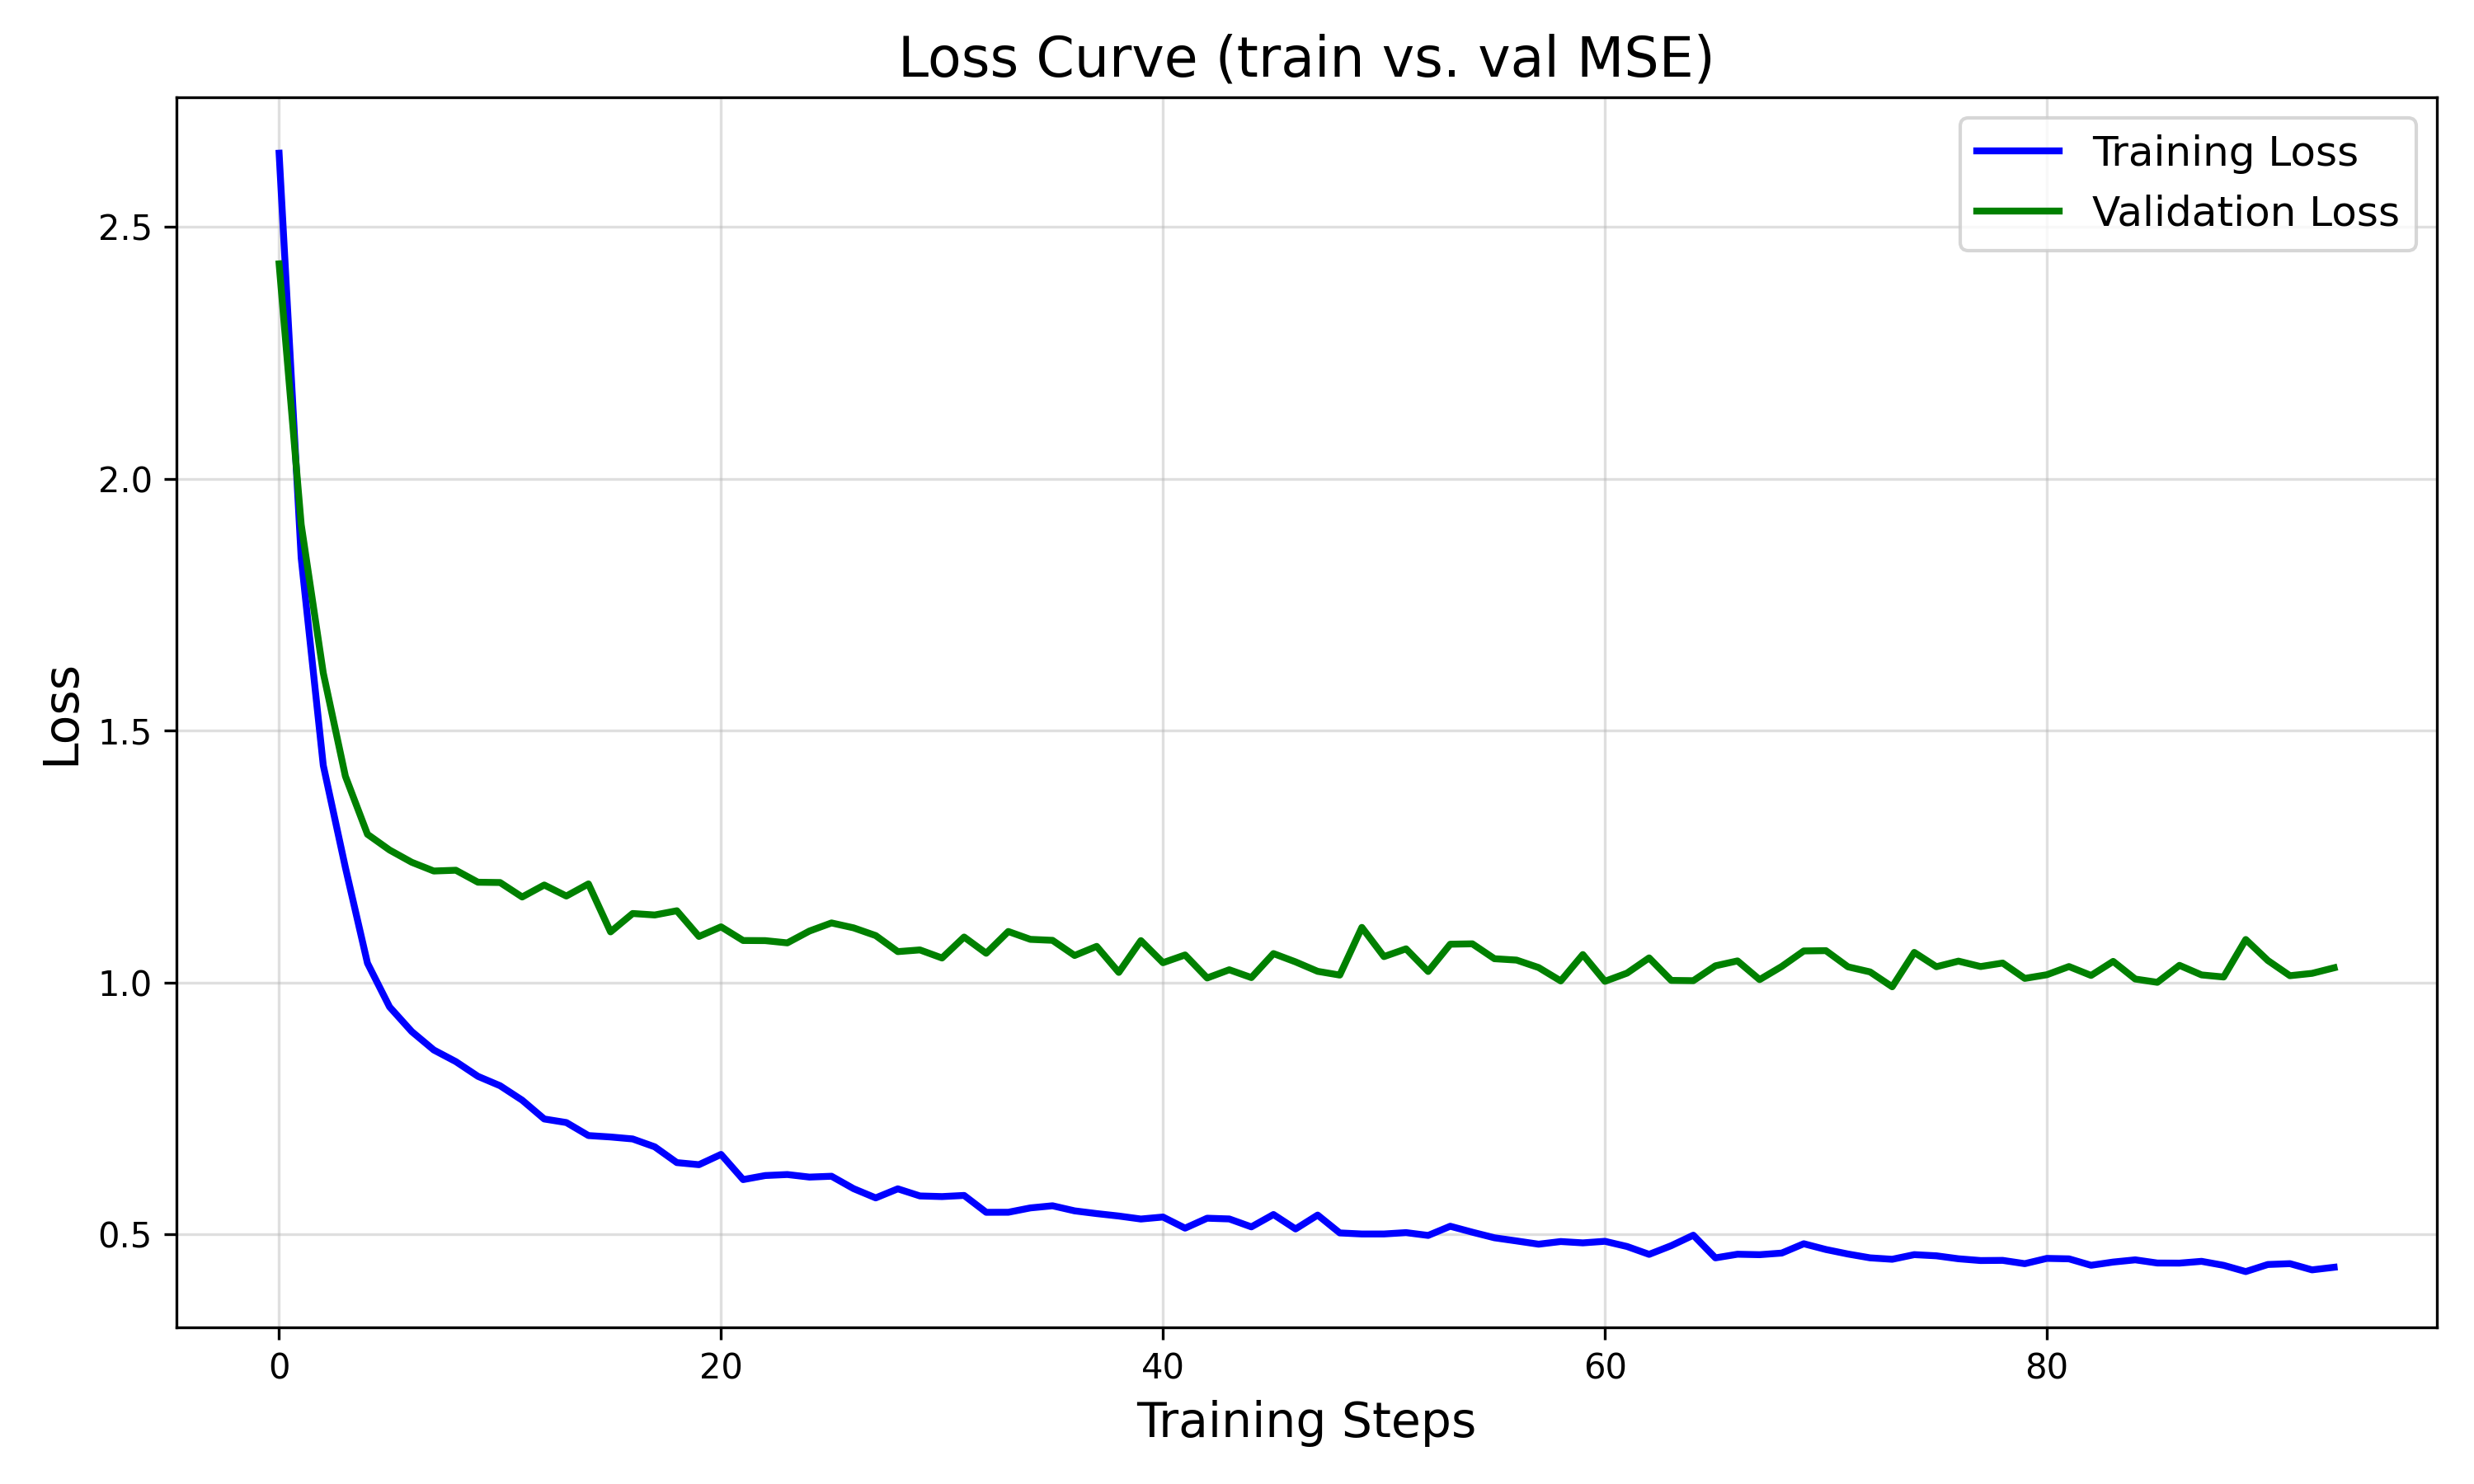 Loss Curve (train vs. val MSE)
Training Loss
Validation Loss
2.5
2.0
1.5
1.0
0.5
Loss
0 20 40 60 80
Training Steps